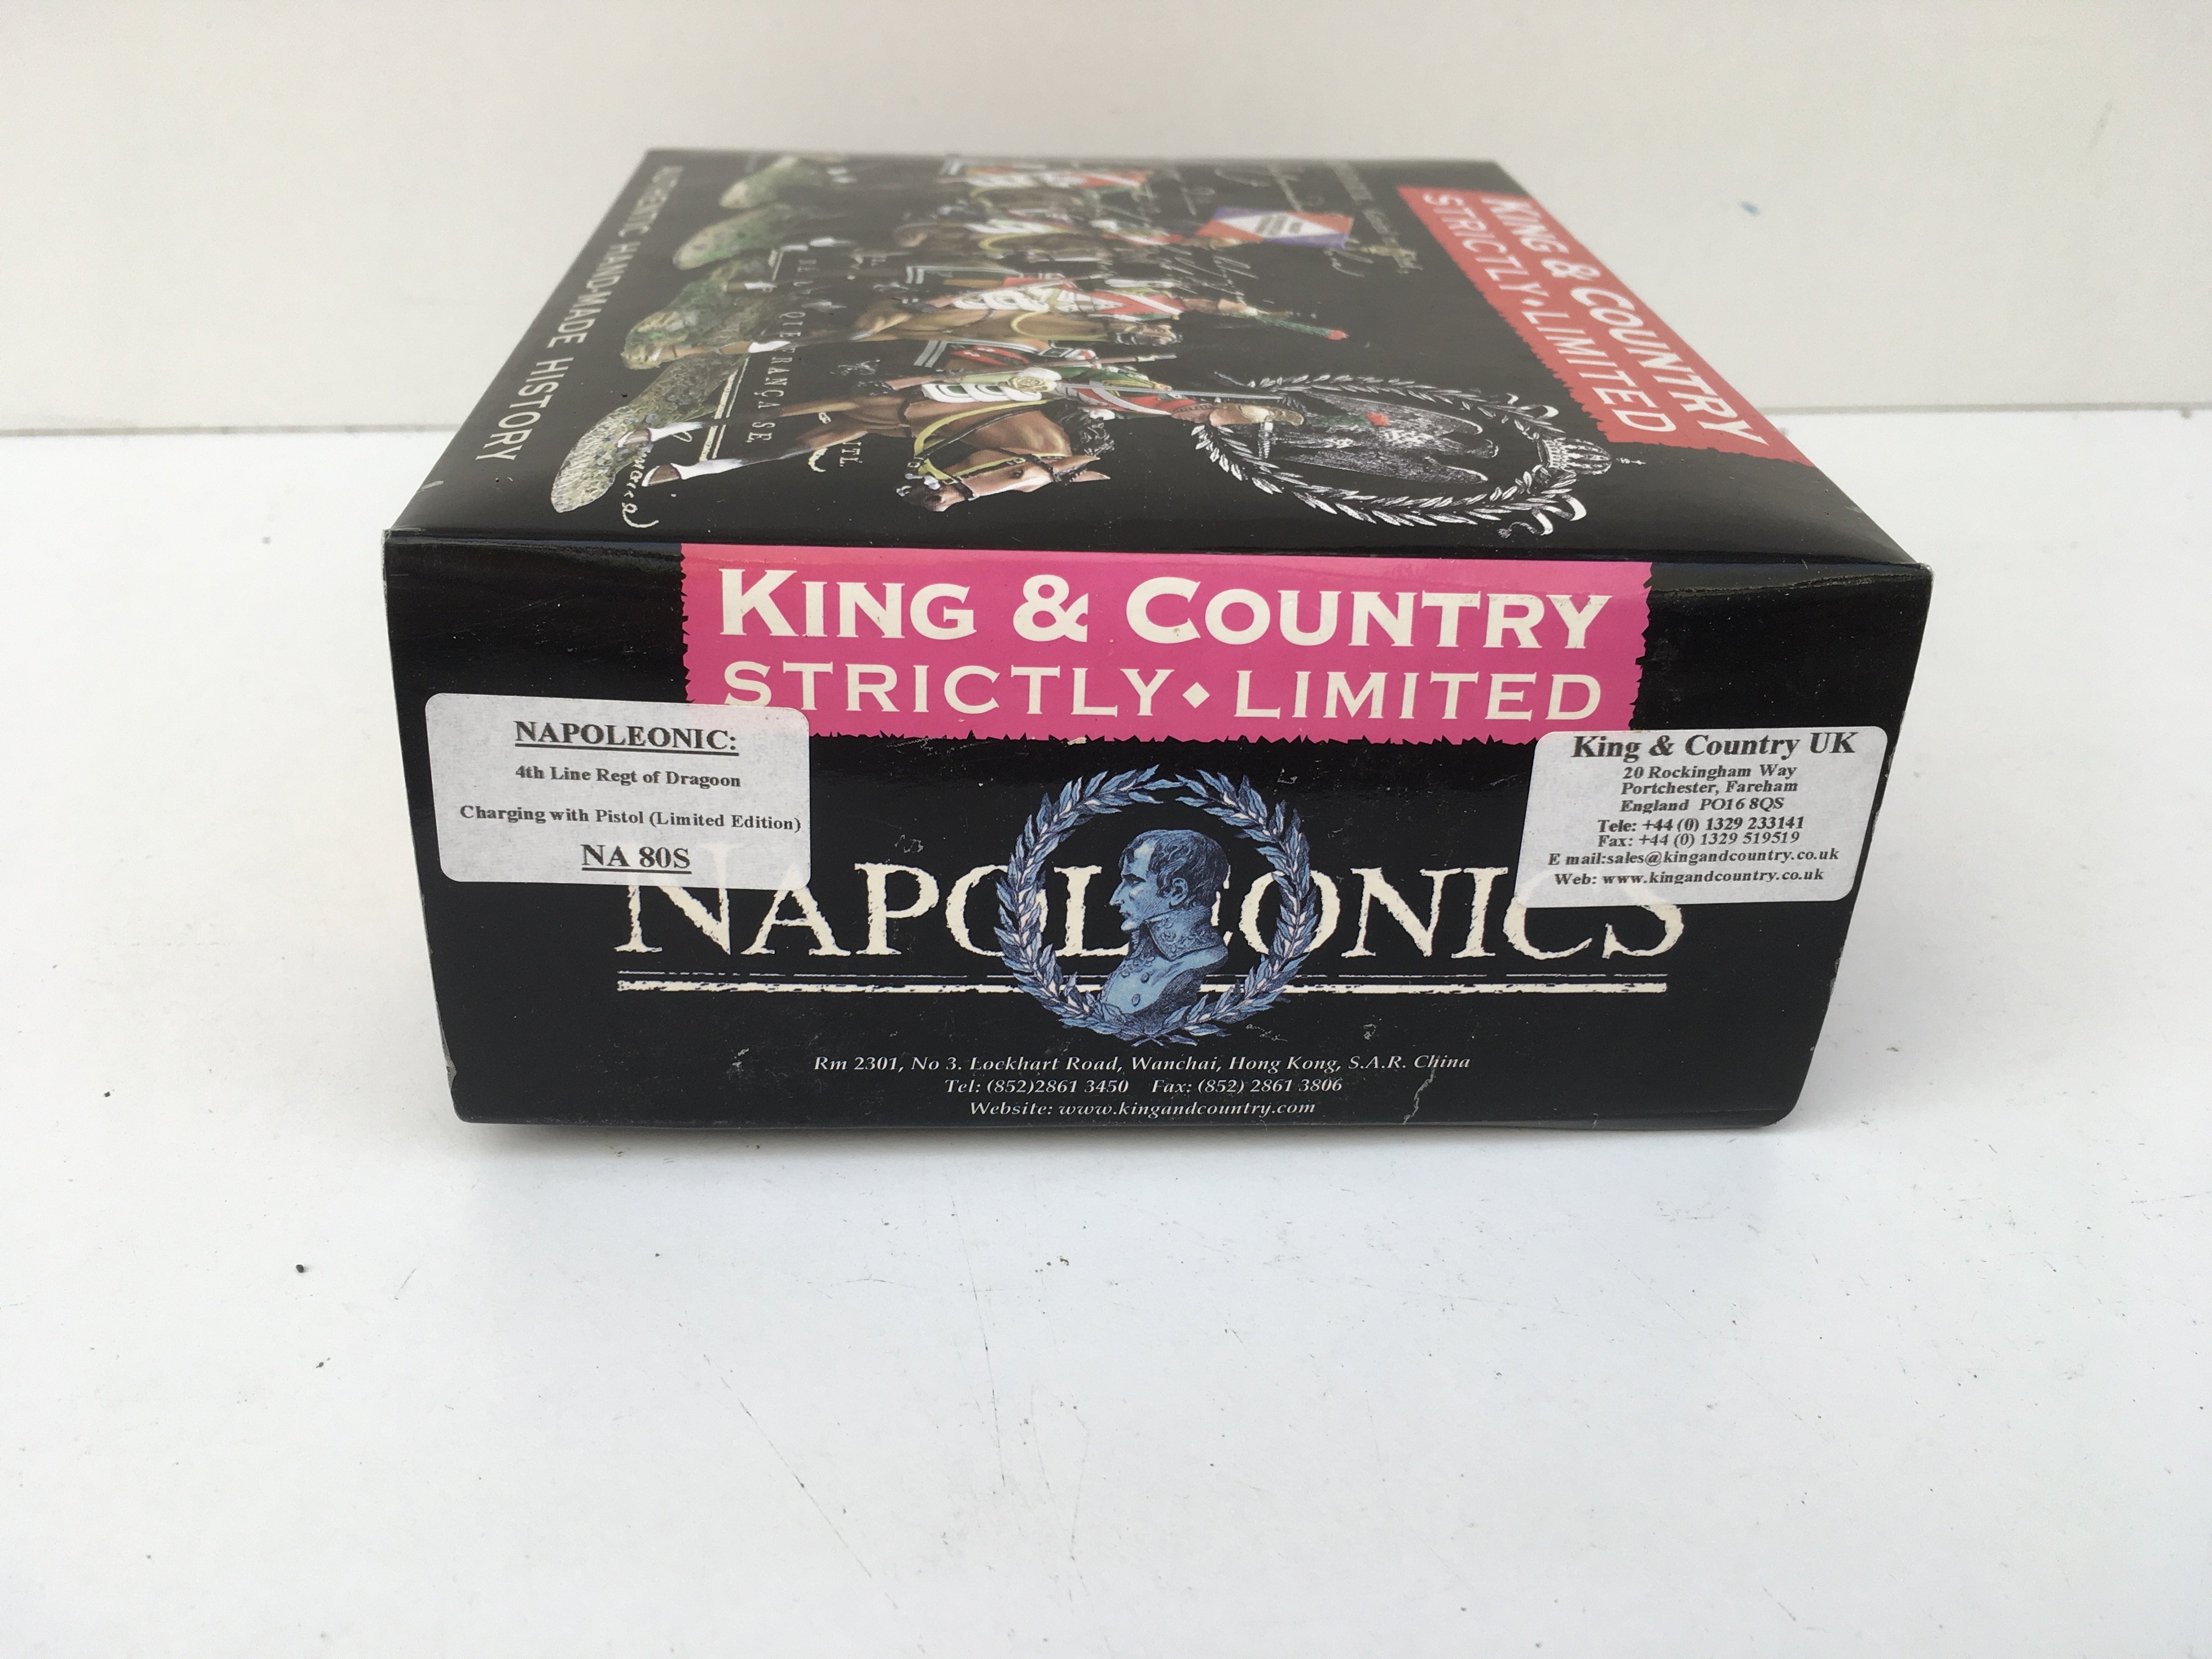 AUTHENTIC HAND-MADE HISTORY
KING & COUNTRY
STRICTLY • LIMITED
KING & COUNTRY
STRICTLY • LIMITED
NAPOLEONIC:
4th Line Regt of Dragoon
Charging with Pistol (Limited Edition)
NA 80S
King & Country UK
20 Rockingham Way
Portchester, Fareham
England PO16 8QS
Tele: +44 (0) 1329 233141
Fax: +44 (0) 1329 519519
E mail:sales@kingandcountry.co.uk
Web: www.kingandcountry.co.uk
NAPOLEONICS
Rm 2301, No 3. Lockhart Road, Wanchai, Hong Kong, S.A.R. China
Tel: (852)2861 3450 Fax: (852) 2861 3806
Website: www.kingandcountry.com